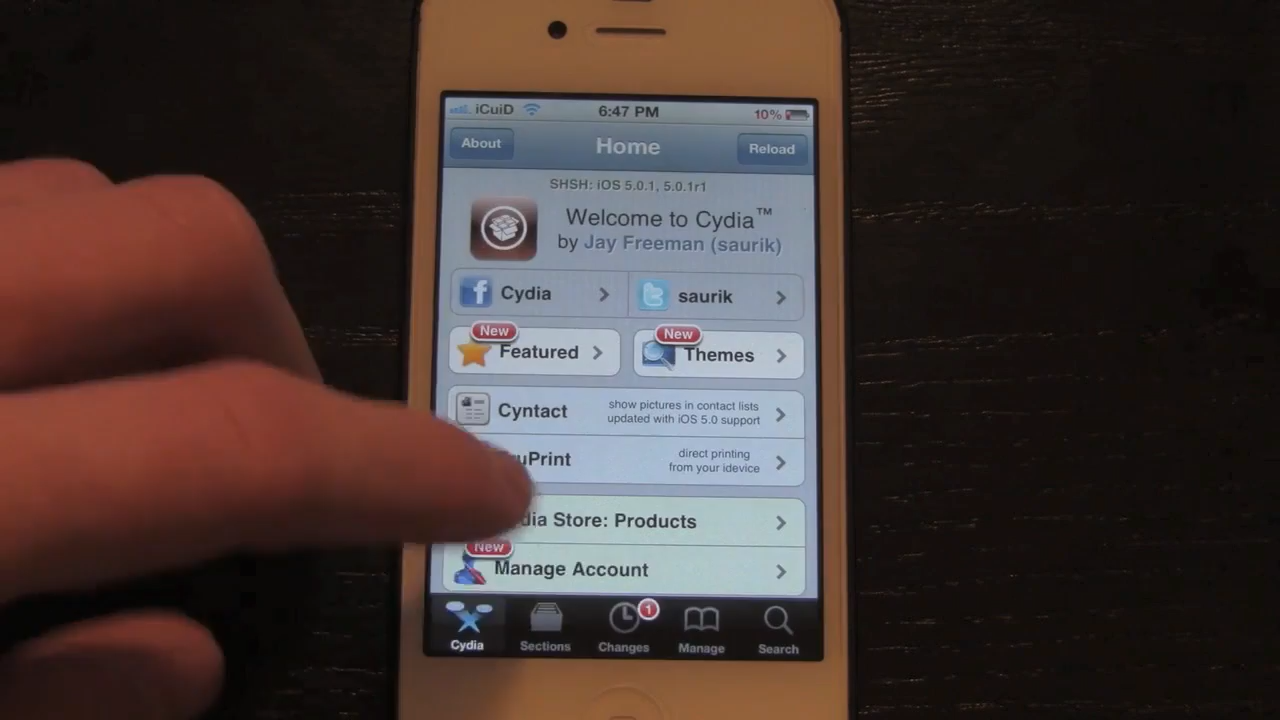 iCuiD
6:47 PM
10%
About
Home
Reload
SHSH: iOS 5.0.1, 5.0.1r1
Welcome to Cydia™
by Jay Freeman (saurik)
Cydia
saurik
New
New
Featured
Themes
Cyntact
show pictures in contact lists
updated with iOS 5.0 support
uPrint
direct printing
from your idevice
dia Store: Products
New
Manage Account
1
Cydia
Sections
Changes
Manage
Search